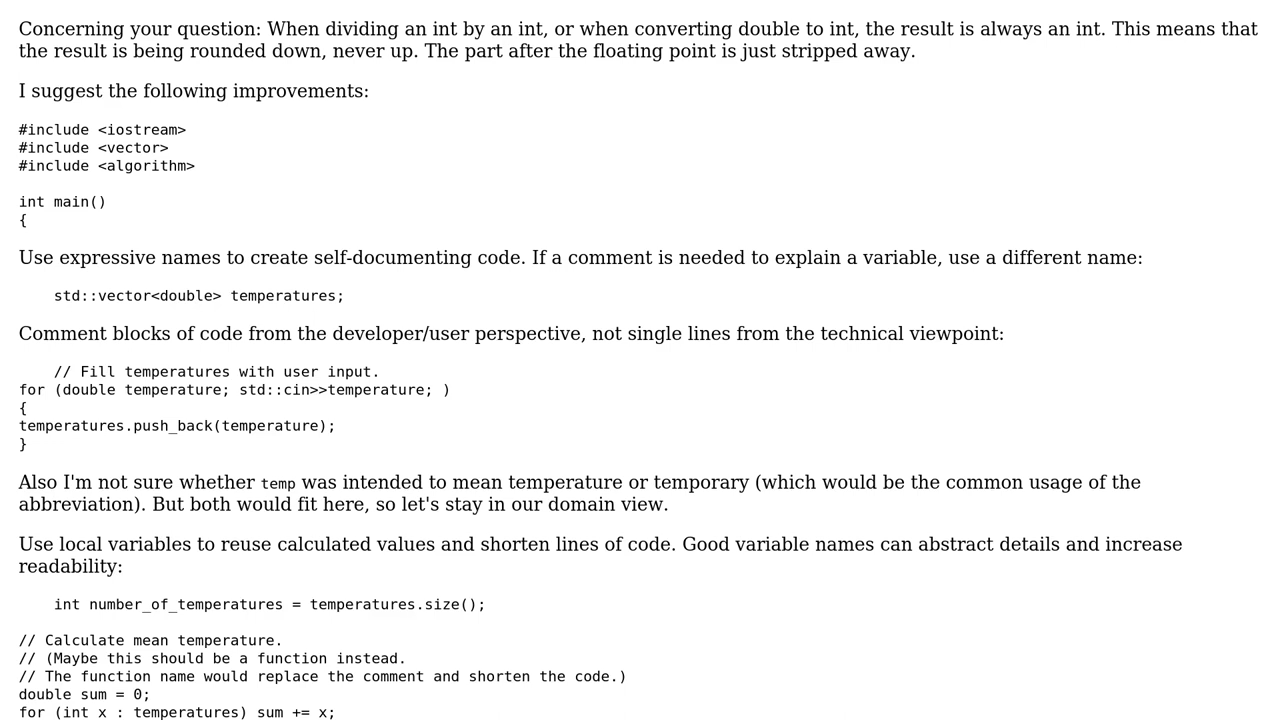 Concerning your question: When dividing an int by an int, or when converting double to int, the result is always an int. This means that
the result is being rounded down, never up. The part after the floating point is just stripped away.
I suggest the following improvements:
#include <iostream>
#include <vector>
#include <algorithm>
int main()
{
Use expressive names to create self-documenting code. If a comment is needed to explain a variable, use a different name:
    std::vector<double> temperatures;
Comment blocks of code from the developer/user perspective, not single lines from the technical viewpoint:
    // Fill temperatures with user input.
for (double temperature; std::cin>>temperature; )
{
temperatures.push_back(temperature);
}
Also I'm not sure whether temp was intended to mean temperature or temporary (which would be the common usage of the
abbreviation). But both would fit here, so let's stay in our domain view.
Use local variables to reuse calculated values and shorten lines of code. Good variable names can abstract details and increase
readability:
    int number_of_temperatures = temperatures.size();
// Calculate mean temperature.
// (Maybe this should be a function instead.
// The function name would replace the comment and shorten the code.)
double sum = 0;
for (int x : temperatures) sum += x;